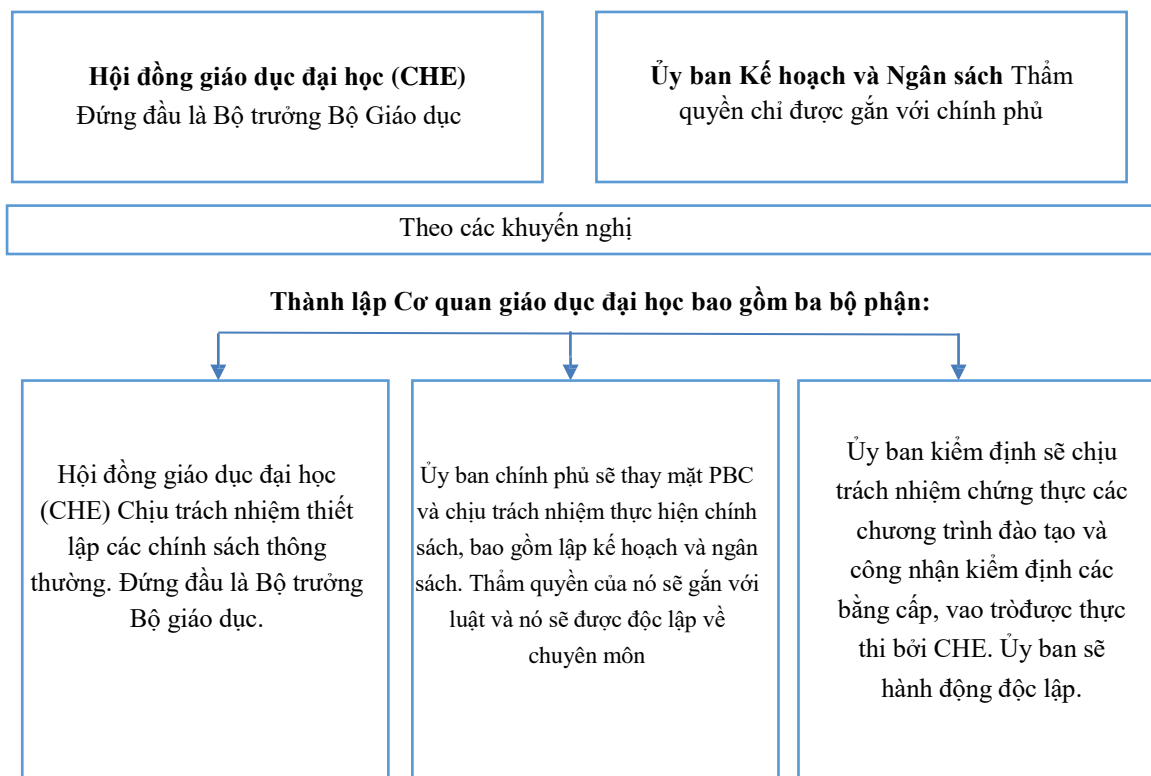 Hội đồng giáo dục đại học (CHE)
Đứng đầu là Bộ trưởng Bộ Giáo dục
Ủy ban Kế hoạch và Ngân sách Thẩm
quyền chỉ được gắn với chính phủ
Theo các khuyến nghị
Thành lập Cơ quan giáo dục đại học bao gồm ba bộ phận:
Hội đồng giáo dục đại học
(CHE) Chịu trách nhiệm thiết
lập các chính sách thông
thường. Đứng đầu là Bộ trưởng
Bộ giáo dục.
Ủy ban chính phủ sẽ thay mặt PBC
và chịu trách nhiệm thực hiện chính
sách, bao gồm lập kế hoạch và ngân
sách. Thẩm quyền của nó sẽ gắn với
luật và nó sẽ được độc lập về
chuyên môn
Ủy ban kiểm định sẽ chịu
trách nhiệm chứng thực các
chương trình đào tạo và
công nhận kiểm định các
bằng cấp, vao tròđược thực
thi bởi CHE. Ủy ban sẽ
hành động độc lập.